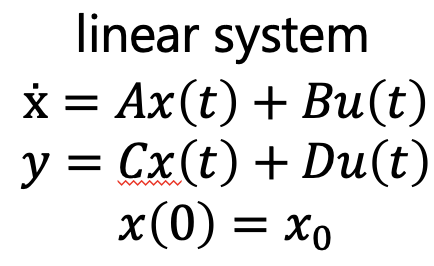 linear system
ẋ = Ax(t) + Bu(t)
y = Cx(t) + Du(t)
x(0) = x₀